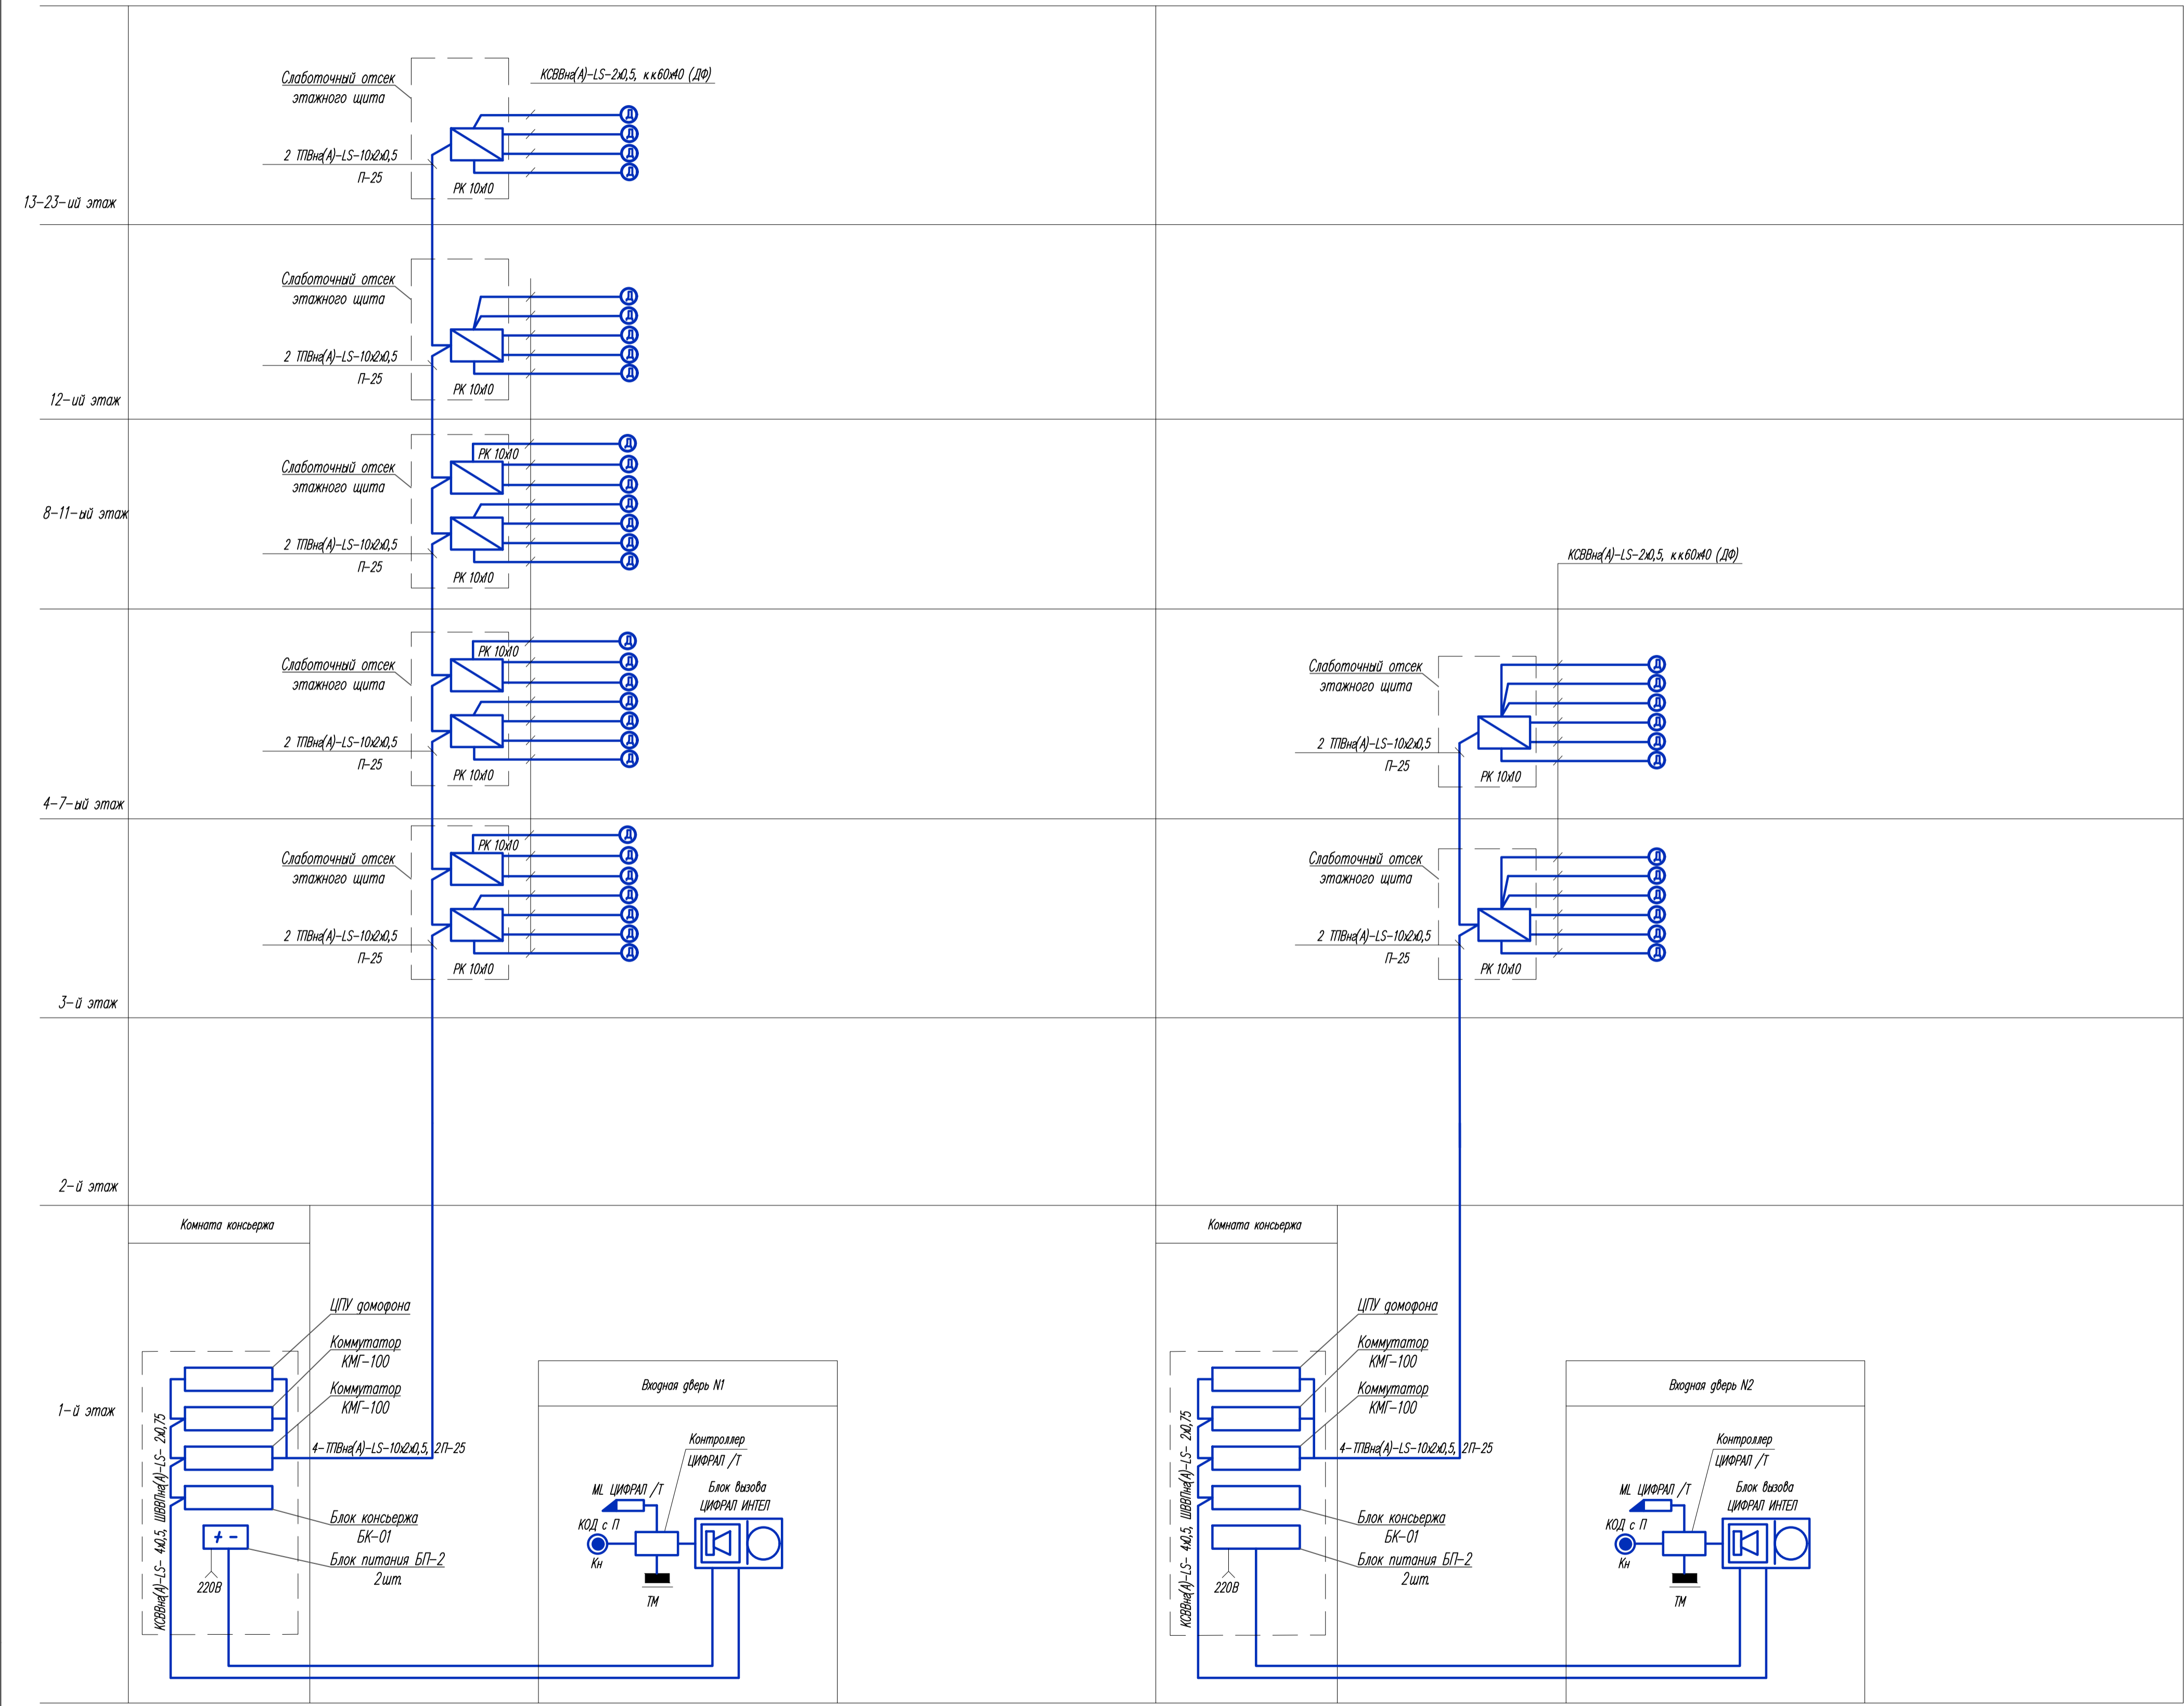 Слаботочный отсек
этажного щита
КСВВнг(А)-LS-2х0,5, к.к.60х40 (ДФ)
Д
Д
Д
Д
2 ТПВнг(А)-LS-10х2х0,5
П-25
РК 10х10
13-23-ий этаж
Слаботочный отсек
этажного щита
Д
Д
Д
Д
Д
2 ТПВнг(А)-LS-10х2х0,5
П-25
РК 10х10
12-ий этаж
Д
РК 10х10
Слаботочный отсек
этажного щита
Д
Д
Д
Д
Д
Д
8-11-ый этаж
2 ТПВнг(А)-LS-10х2х0,5
П-25
РК 10х10
КСВВнг(А)-LS-2х0,5, к.к.60х40 (ДФ)
Д
РК 10х10
Слаботочный отсек
этажного щита
Д
Д
Д
Д
Д
Д
2 ТПВнг(А)-LS-10х2х0,5
П-25
РК 10х10
4-7-ый этаж
Слаботочный отсек
этажного щита
Д
Д
Д
Д
Д
Д
2 ТПВнг(А)-LS-10х2х0,5
П-25
РК 10х10
Д
РК 10х10
Слаботочный отсек
этажного щита
Д
Д
Д
Д
Д
Д
2 ТПВнг(А)-LS-10х2х0,5
П-25
РК 10х10
3-й этаж
Слаботочный отсек
этажного щита
Д
Д
Д
Д
Д
Д
2 ТПВнг(А)-LS-10х2х0,5
П-25
РК 10х10
2-й этаж
1-й этаж
Комната консьержа
ЦПУ домофона
Коммутатор
КМГ-100
Коммутатор
КМГ-100
4-ТПВнг(А)-LS-10х2х0,5, 2П-25
КСВВнг(А)-LS- 4х0,5, ШВВПнг(А)-LS- 2х0,75
Блок консьержа
БК-01
+ -
Блок питания БП-2
2шт.
220В
Входная дверь N1
Контроллер
ЦИФРАЛ /Т
ML ЦИФРАЛ /Т
Блок вызова
ЦИФРАЛ ИНТЕЛ
КОД с П
Кн
ТМ
Комната консьержа
ЦПУ домофона
Коммутатор
КМГ-100
Коммутатор
КМГ-100
4-ТПВнг(А)-LS-10х2х0,5, 2П-25
КСВВнг(А)-LS- 4х0,5, ШВВПнг(А)-LS- 2х0,75
Блок консьержа
БК-01
Блок питания БП-2
2шт.
220В
Входная дверь N2
Контроллер
ЦИФРАЛ /Т
ML ЦИФРАЛ /Т
Блок вызова
ЦИФРАЛ ИНТЕЛ
КОД с П
Кн
ТМ